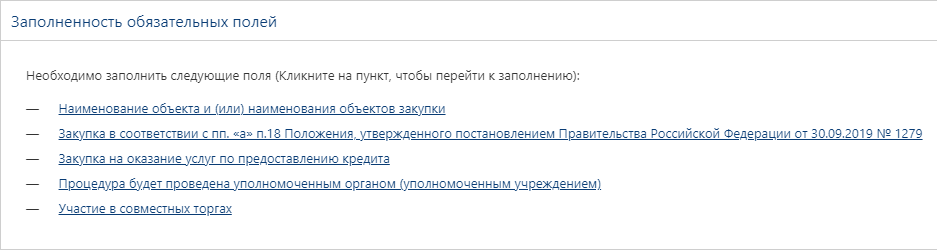 Заполненность обязательных полей
Необходимо заполнить следующие поля (Кликните на пункт, чтобы перейти к заполнению):
— Наименование объекта и (или) наименования объектов закупки
— Закупка в соответствии с пп. «а» п.18 Положения, утвержденного постановлением Правительства Российской Федерации от 30.09.2019 № 1279
— Закупка на оказание услуг по предоставлению кредита
— Процедура будет проведена уполномоченным органом (уполномоченным учреждением)
— Участие в совместных торгах